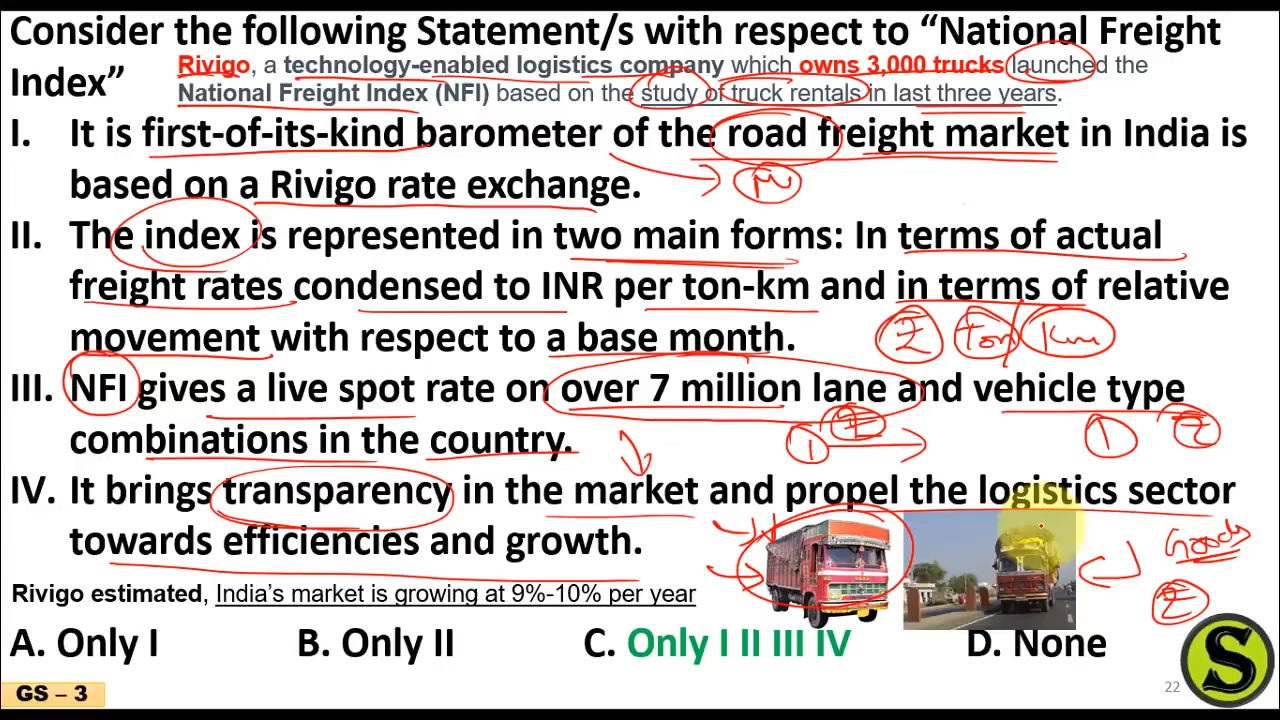 Consider the following Statement/s with respect to “National Freight
Index”
Rivigo, a technology-enabled logistics company which owns 3,000 trucks launched the
National Freight Index (NFI) based on the study of truck rentals in last three years.
I. It is first-of-its-kind barometer of the road freight market in India is
based on a Rivigo rate exchange.
II. The index is represented in two main forms: In terms of actual
freight rates condensed to INR per ton-km and in terms of relative
movement with respect to a base month.
₹ Ton/Km
III. NFI gives a live spot rate on over 7 million lane and vehicle type
combinations in the country.
① ₹ ① ₹
IV. It brings transparency in the market and propel the logistics sector
towards efficiencies and growth.
Goods
₹
Rivigo estimated, India’s market is growing at 9%-10% per year
A. Only I B. Only II C. Only I II III IV D. None
GS – 3
22
S